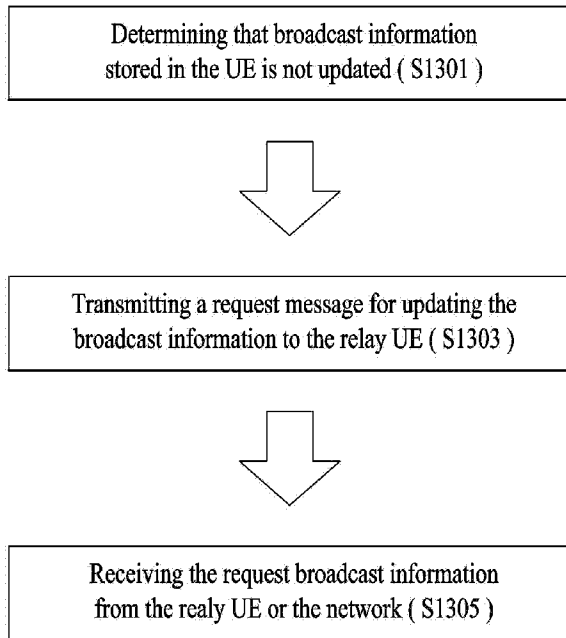 Determining that broadcast information
stored in the UE is not updated ( S1301 )
Transmitting a request message for updating the
broadcast information to the relay UE ( S1303 )
Receiving the request broadcast information
from the realy UE or the network ( S1305 )